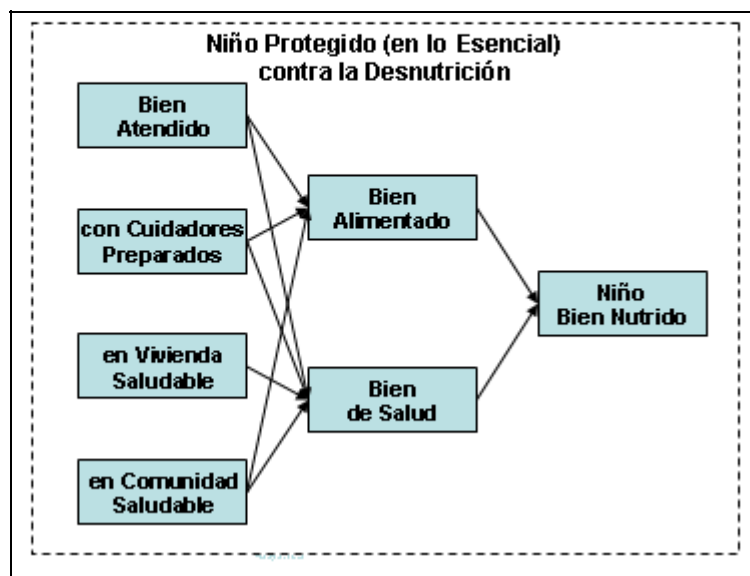 Niño Protegido (en lo Esencial)
contra la Desnutrición
Bien
Atendido
con Cuidadores
Preparados
en Vivienda
Saludable
en Comunidad
Saludable
Bien
Alimentado
Bien
de Salud
Niño
Bien Nutrido